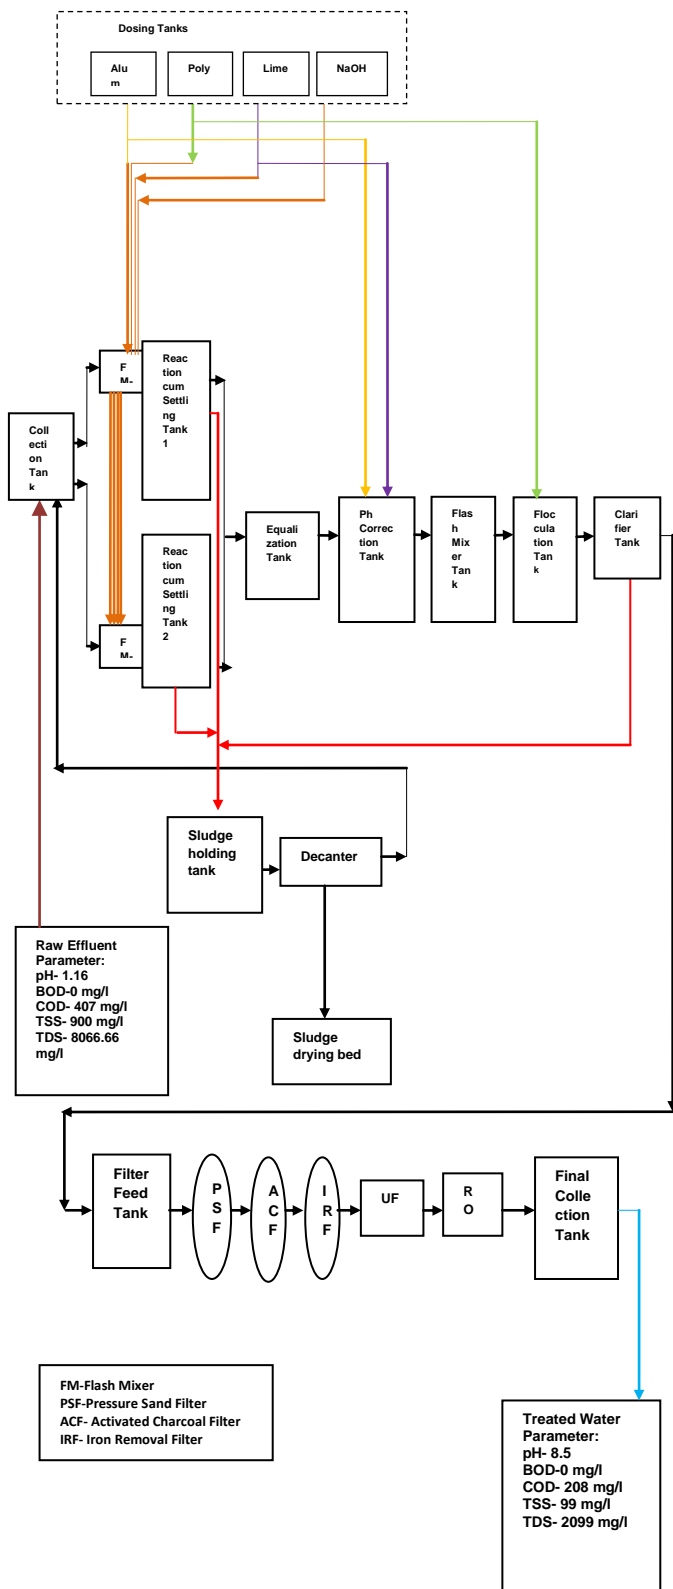 Dosing Tanks
Alu
m
Poly
Lime
NaOH
F
M-
Reac
tion
cum
Settli
ng
Tank
1
Coll
ecti
on
Tan
k
Reac
tion
cum
Settli
ng
Tank
2
F
M-
Equali
zation
Tank
Ph
Corre
ction
Tank
Flas
h
Mix
er
Tan
k
Floc
cula
tion
Tan
k
Clari
fier
Tank
Sludge
holding
tank
Decanter
Raw Effluent
Parameter:
pH- 1.16
BOD-0 mg/l
COD- 407 mg/l
TSS- 900 mg/l
TDS- 8066.66
mg/l
Sludge
drying bed
Filter
Feed
Tank
P
S
F
A
C
F
I
R
F
UF
R
O
Final
Colle
ction
Tank
FM-Flash Mixer
PSF-Pressure Sand Filter
ACF- Activated Charcoal Filter
IRF- Iron Removal Filter
Treated Water
Parameter:
pH- 8.5
BOD-0 mg/l
COD- 208 mg/l
TSS- 99 mg/l
TDS- 2099 mg/l